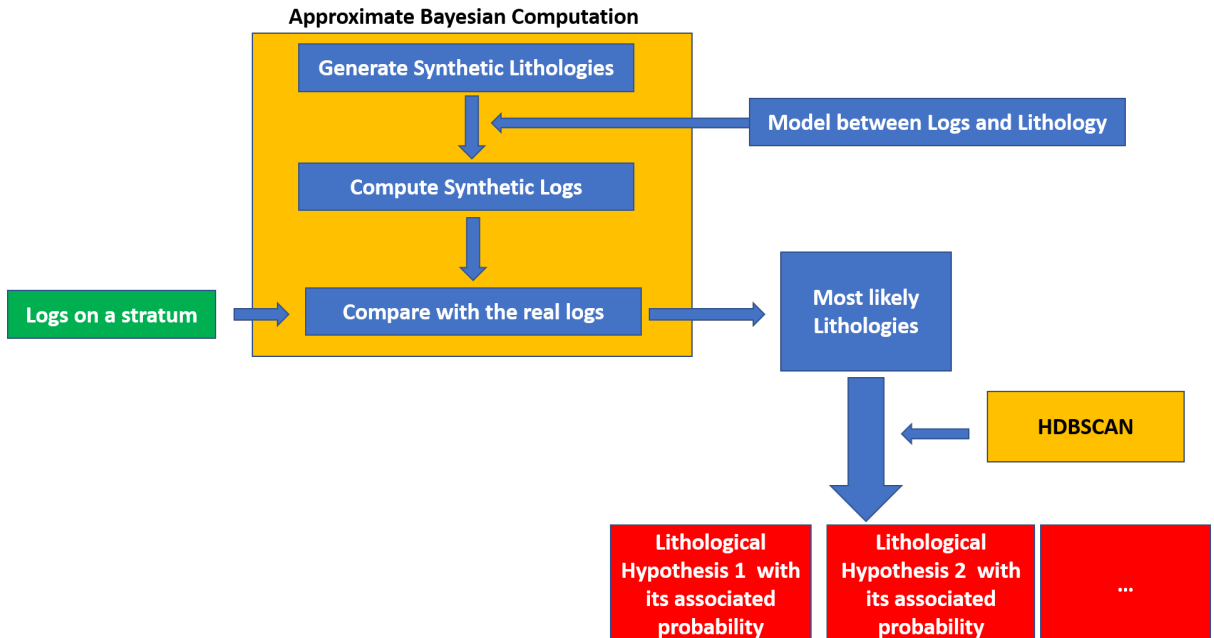 Approximate Bayesian Computation
Generate Synthetic Lithologies
Model between Logs and Lithology
Compute Synthetic Logs
Logs on a stratum
Compare with the real logs
Most likely
Lithologies
HDBSCAN
Lithological
Hypothesis 1  with
its associated
probability
Lithological
Hypothesis 2  with
its associated
probability
...